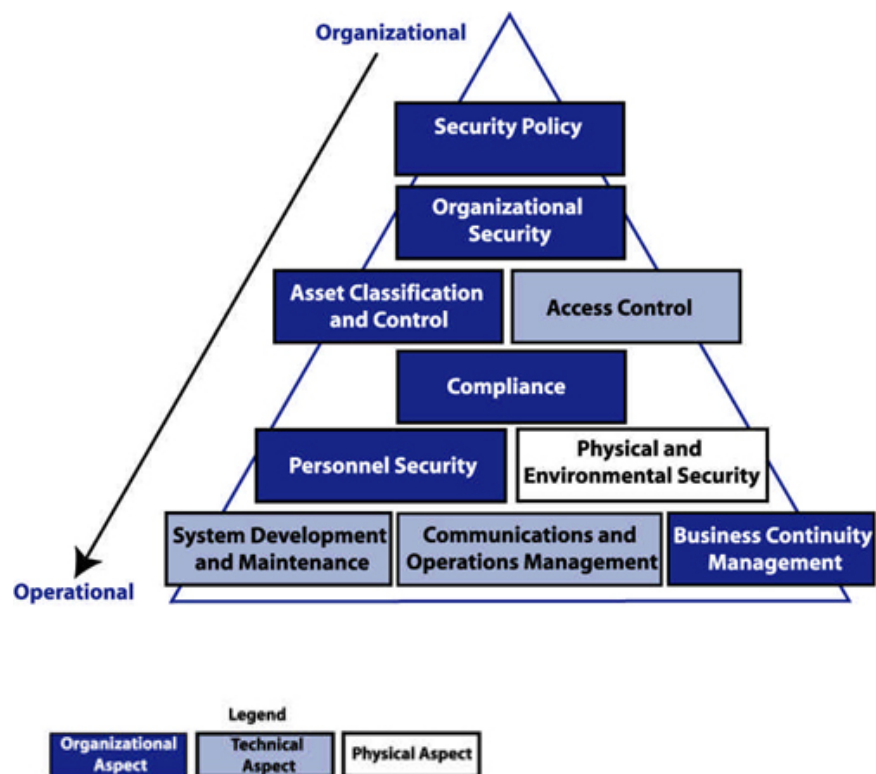 Organizational
Security Policy
Organizational
Security
Asset Classification
and Control
Access Control
Compliance
Personnel Security
Physical and
Environmental Security
System Development
and Maintenance
Communications and
Operations Management
Business Continuity
Management
Operational
Legend
Organizational
Aspect
Technical
Aspect
Physical Aspect